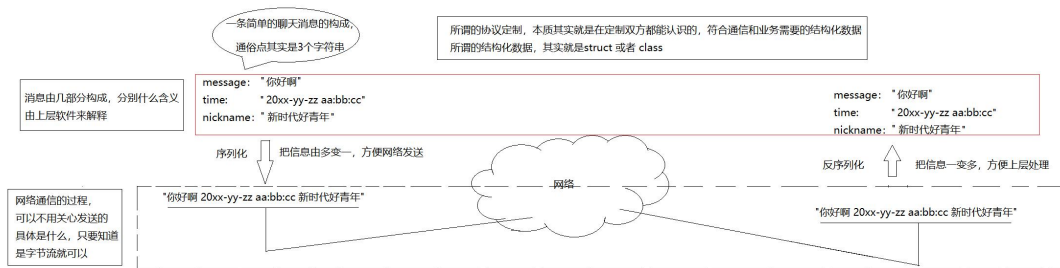 一条简单的聊天消息的构成,
通俗点其实是3个字符串
所谓的协议定制，本质其实就是在定制双方都能认识的，符合通信和业务需要的结构化数据
所谓的结构化数据，其实就是struct 或者 class
消息由几部分构成，分别什么含义
由上层软件来解释
message： "你好啊"
time: "20xx-yy-zz aa:bb:cc"
nickname： "新时代好青年"
message： "你好啊"
time: "20xx-yy-zz aa:bb:cc"
nickname： "新时代好青年"
序列化
把信息由多变一，方便网络发送
网络
反序列化
把信息一变多，方便上层处理
网络通信的过程，
可以不用关心发送的
具体是什么，只要知道
是字节流就可以
"你好啊 20xx-yy-zz aa:bb:cc 新时代好青年"
"你好啊 20xx-yy-zz aa:bb:cc 新时代好青年"